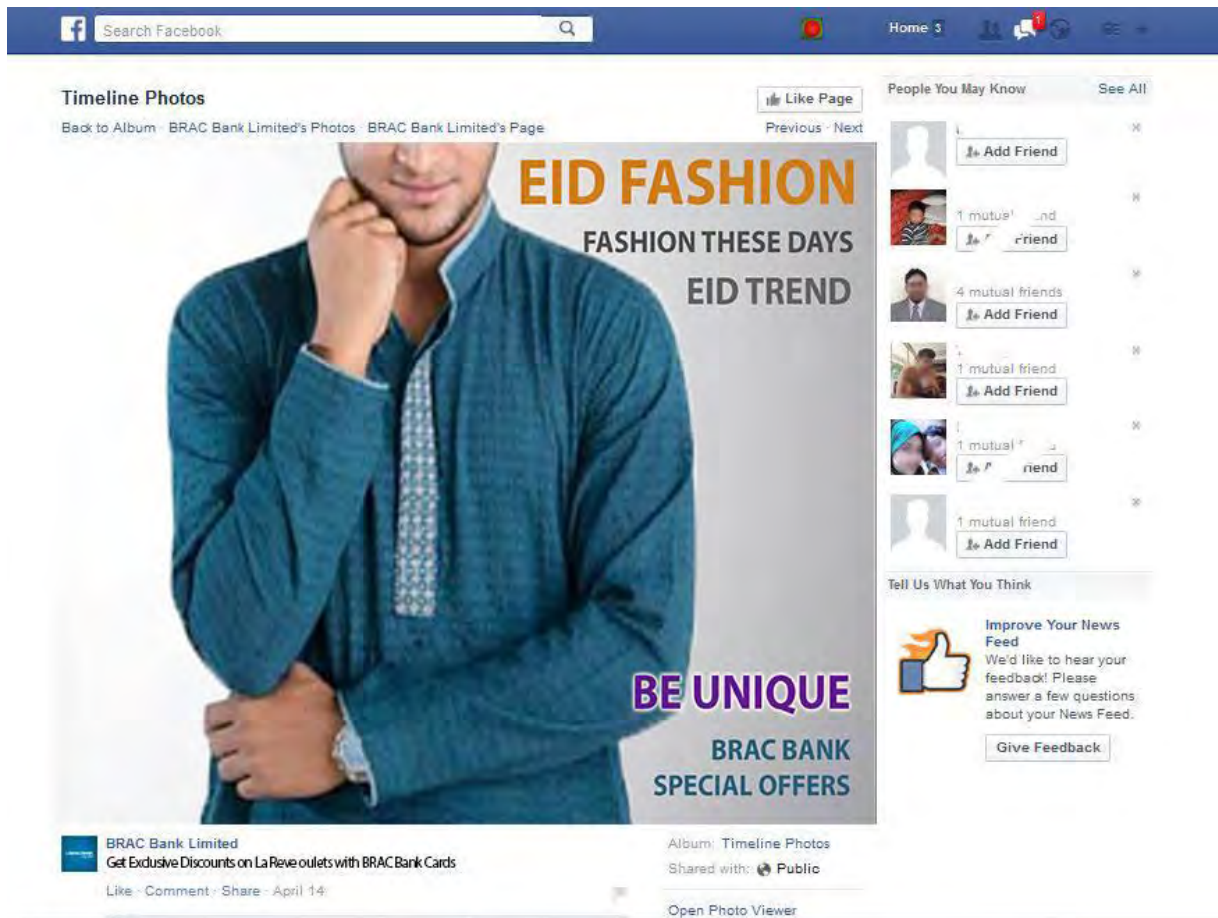 Search Facebook
Home 3
1
Timeline Photos
Like Page
Back to Album · BRAC Bank Limited's Photos · BRAC Bank Limited's Page
Previous · Next
EID FASHION
FASHION THESE DAYS
EID TREND
BE UNIQUE
BRAC BANK
SPECIAL OFFERS
BRAC Bank Limited
Get Exclusive Discounts on La Reve oulets with BRAC Bank Cards
Like · Comment · Share · April 14
Album: Timeline Photos
Shared with: Public
Open Photo Viewer
People You May Know
See All
Add Friend
1 mutual
Friend
4 mutual friends
Add Friend
1 mutual friend
Add Friend
1 mutual
1 mutual friend
Add Friend
Tell Us What You Think
Improve Your News
Feed
We'd like to hear your
feedback! Please
answer a few questions
about your News Feed.
Give Feedback